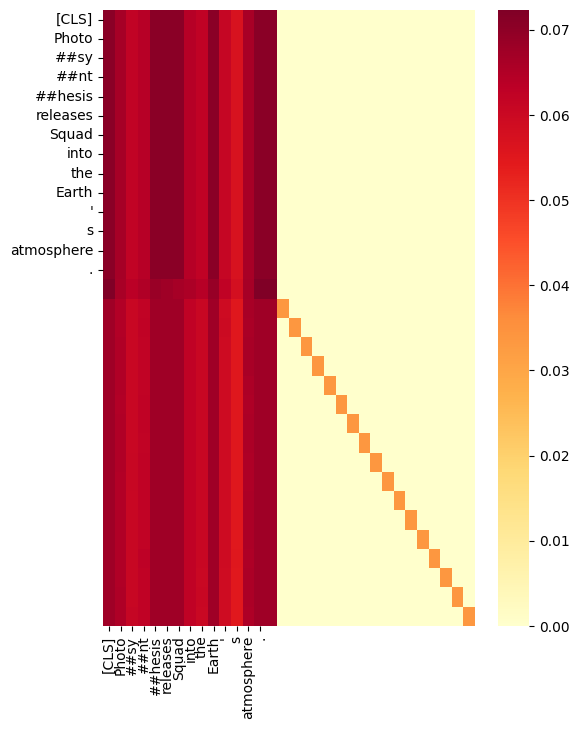 [CLS]
Photo
##sy
##nt
##hesis
releases
Squad
into
the
Earth
'
s
atmosphere
.
0.07
0.06
0.05
0.04
0.03
0.02
0.01
0.00
[CLS]
Photo
##sy
##nt
##hesis
releases
Squad
into
the
Earth
'
s
atmosphere
.